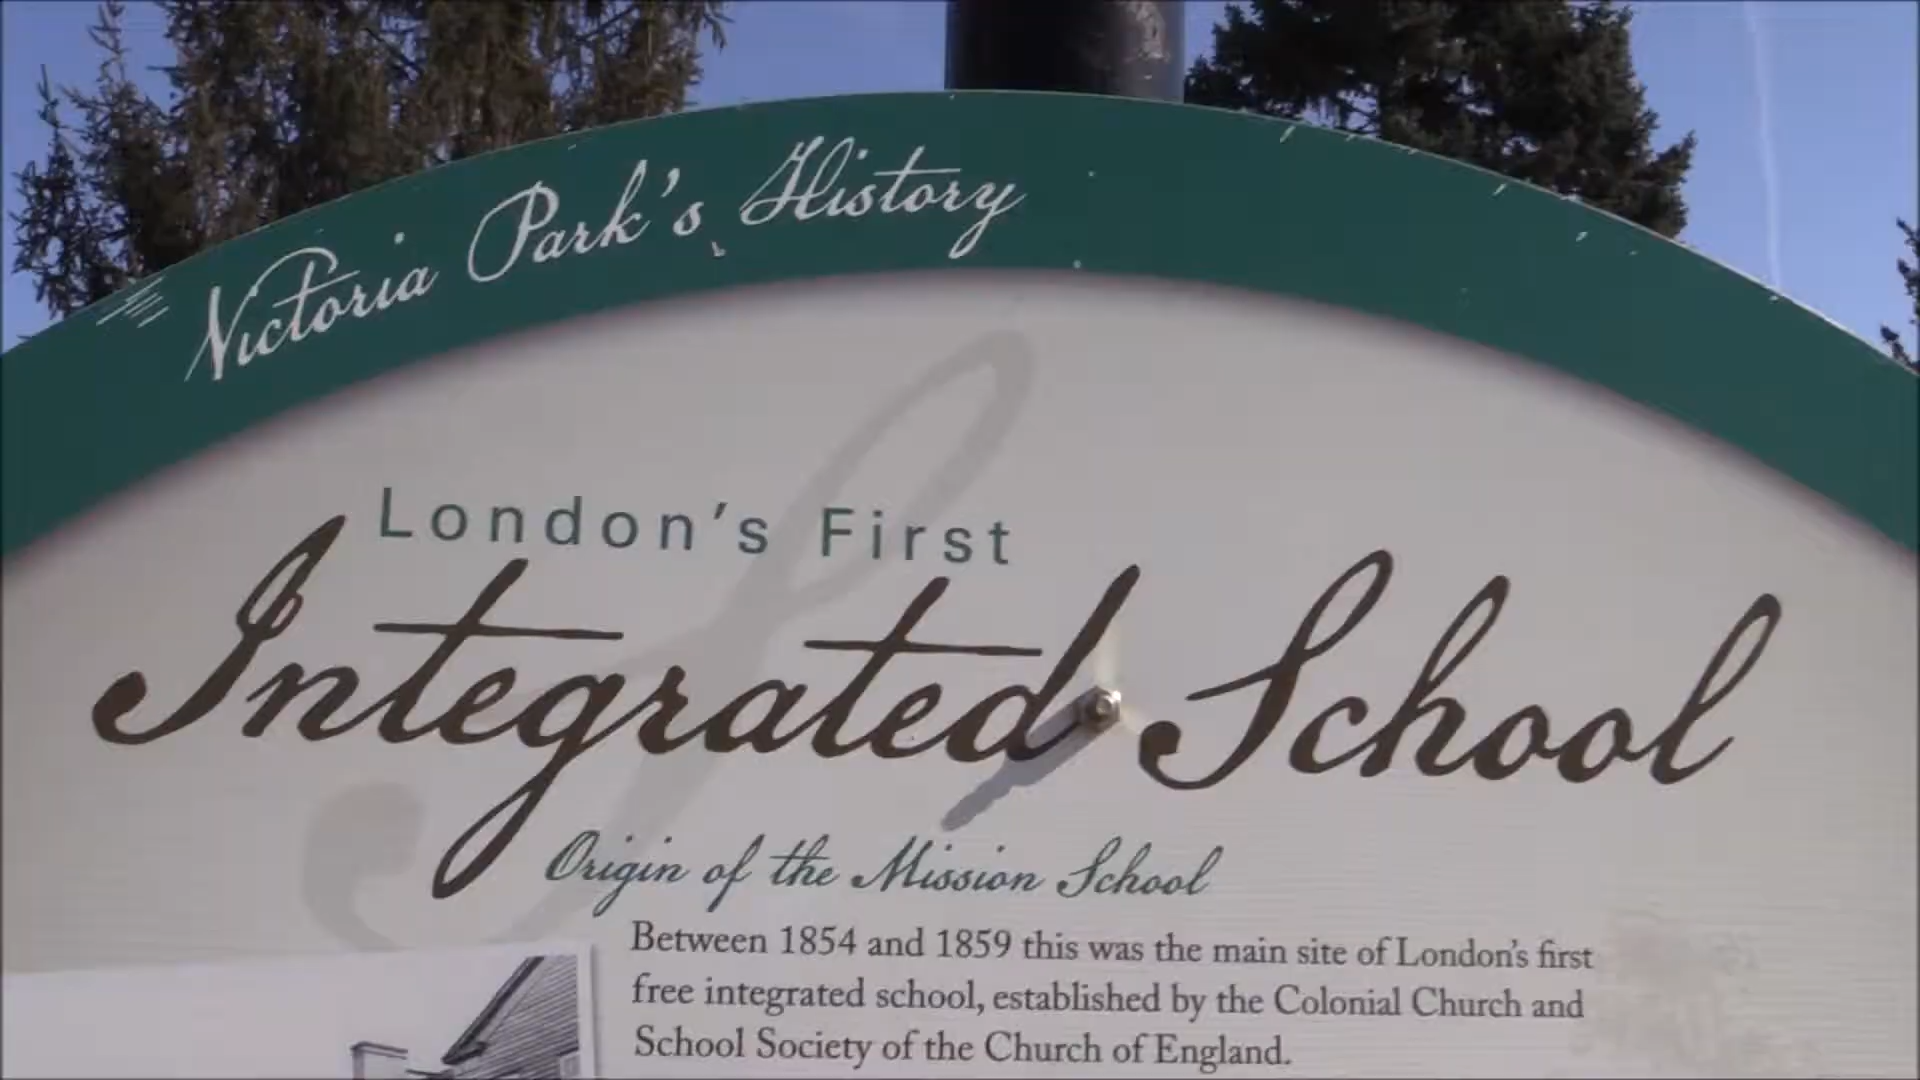 Victoria Park's History
London's First
Integrated School
Origin of the Mission School
Between 1854 and 1859 this was the main site of London's first
free integrated school, established by the Colonial Church and
School Society of the Church of England.